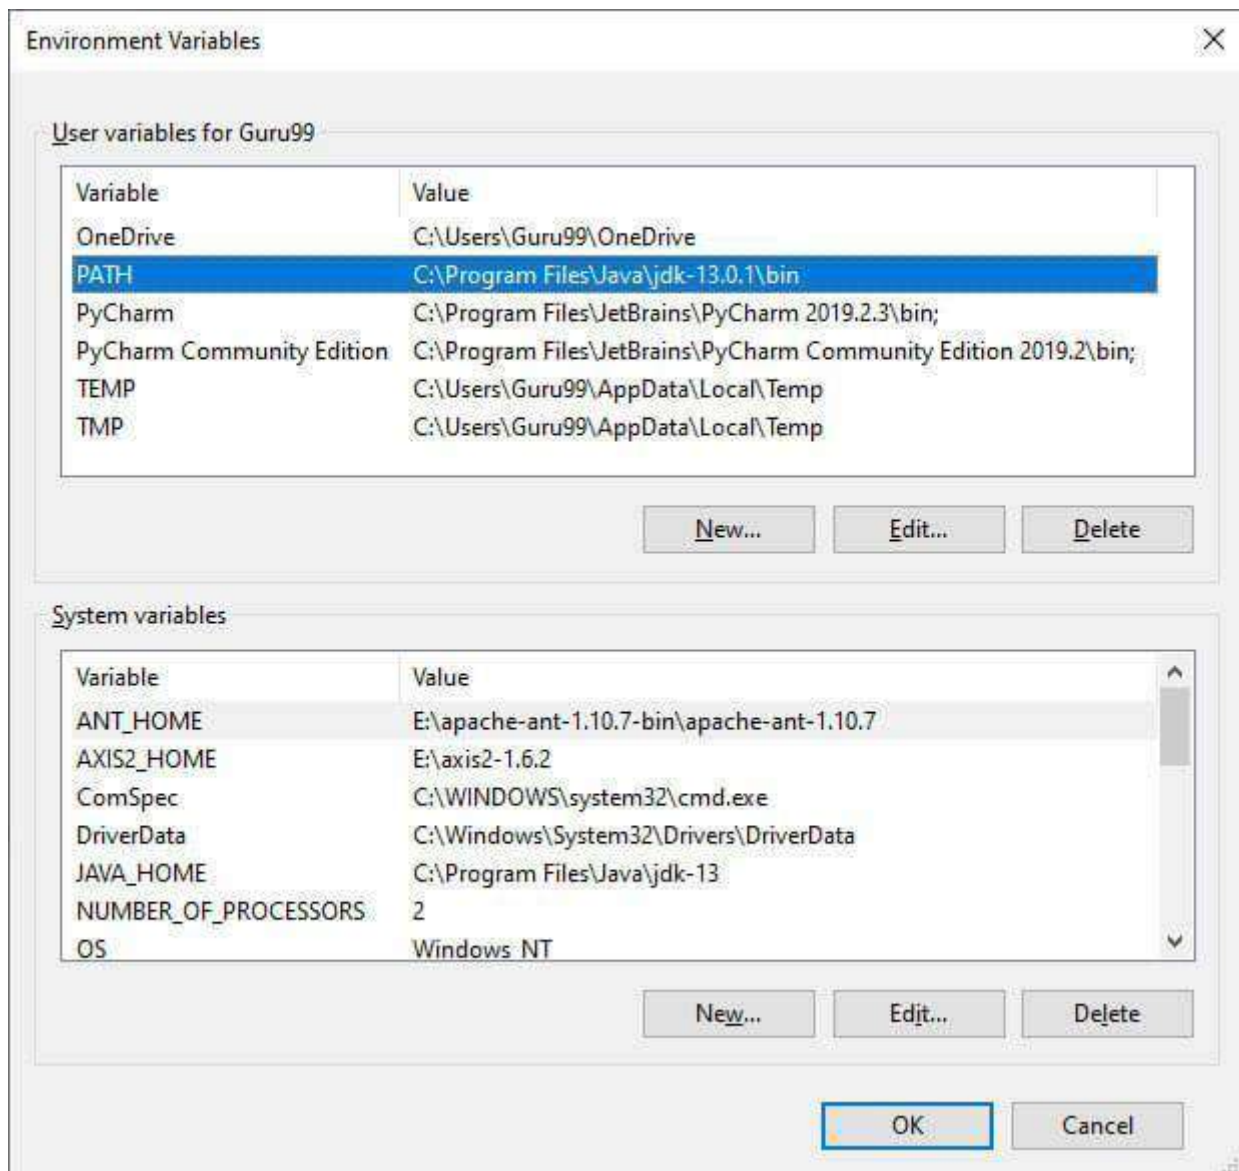 Environment Variables
User variables for Guru99
Variable Value
OneDrive C:\Users\Guru99\OneDrive
PATH C:\Program Files\Java\jdk-13.0.1\bin
PyCharm C:\Program Files\JetBrains\PyCharm 2019.2.3\bin;
PyCharm Community Edition C:\Program Files\JetBrains\PyCharm Community Edition 2019.2\bin;
TEMP C:\Users\Guru99\AppData\Local\Temp
TMP C:\Users\Guru99\AppData\Local\Temp
New... Edit... Delete
System variables
Variable Value
ANT_HOME E:\apache-ant-1.10.7-bin\apache-ant-1.10.7
AXIS2_HOME E:\axis2-1.6.2
ComSpec C:\WINDOWS\system32\cmd.exe
DriverData C:\Windows\System32\Drivers\DriverData
JAVA_HOME C:\Program Files\Java\jdk-13
NUMBER_OF_PROCESSORS 2
OS Windows_NT
New... Edit... Delete
OK Cancel